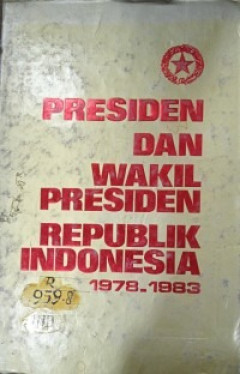 PRESIDEN
DAN
WAKIL
PRESIDEN
REPUBLIK
INDONESIA
1978-1983
R
959.8